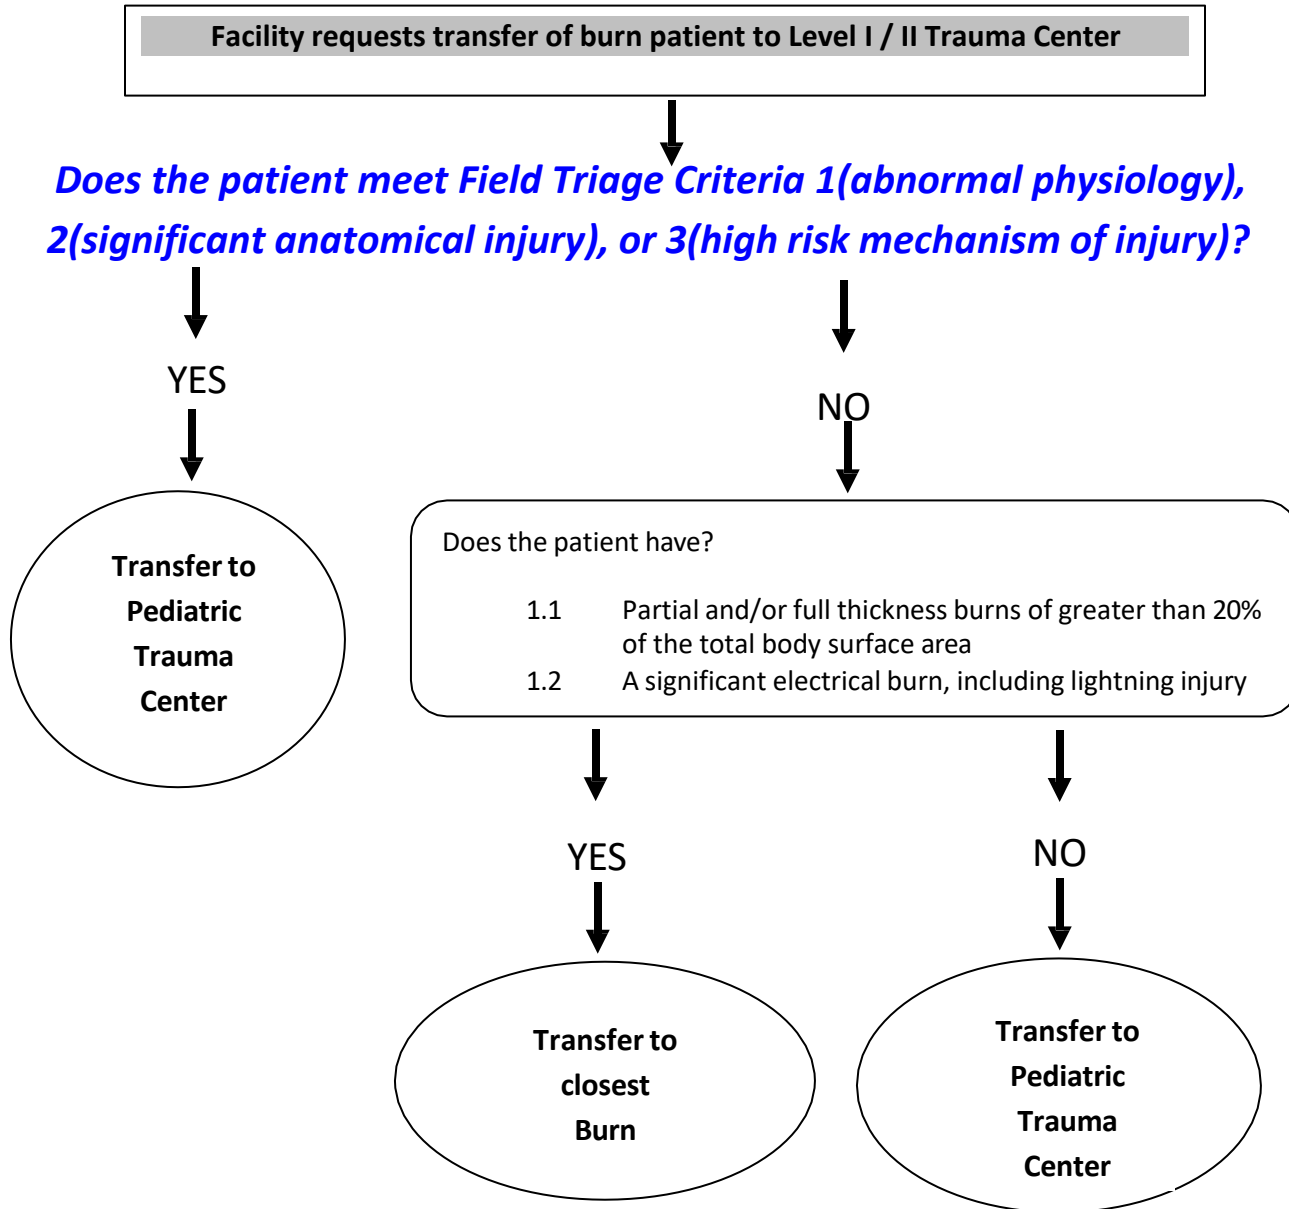 Facility requests transfer of burn patient to Level I / II Trauma Center
Does the patient meet Field Triage Criteria 1(abnormal physiology),
2(significant anatomical injury), or 3(high risk mechanism of injury)?
YES
NO
Transfer to
Pediatric
Trauma
Center
Does the patient have?
1.1 Partial and/or full thickness burns of greater than 20%
of the total body surface area
1.2 A significant electrical burn, including lightning injury
YES
NO
Transfer to
closest
Burn
Transfer to
Pediatric
Trauma
Center